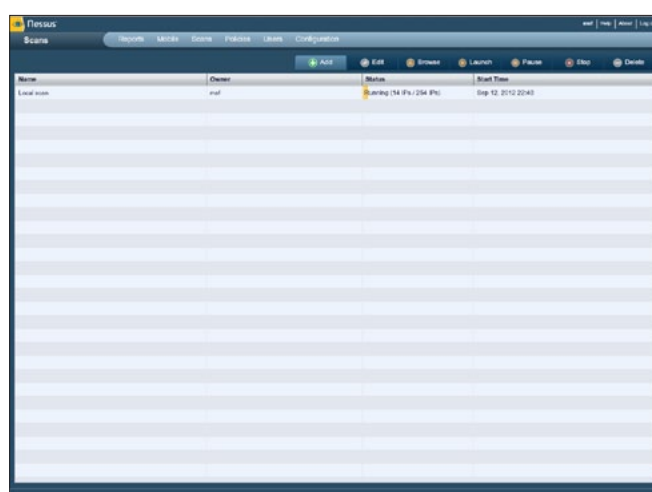 Nessus
msf | Help | About | Log
Scans Reports Mobile Scans Policies Users Configuration
Add Edit Browse Launch Pause Stop Delete
Name Owner Status Start Time
Local scan msf Running (14 IPs / 254 IPs) Sep 12, 2012 22:40